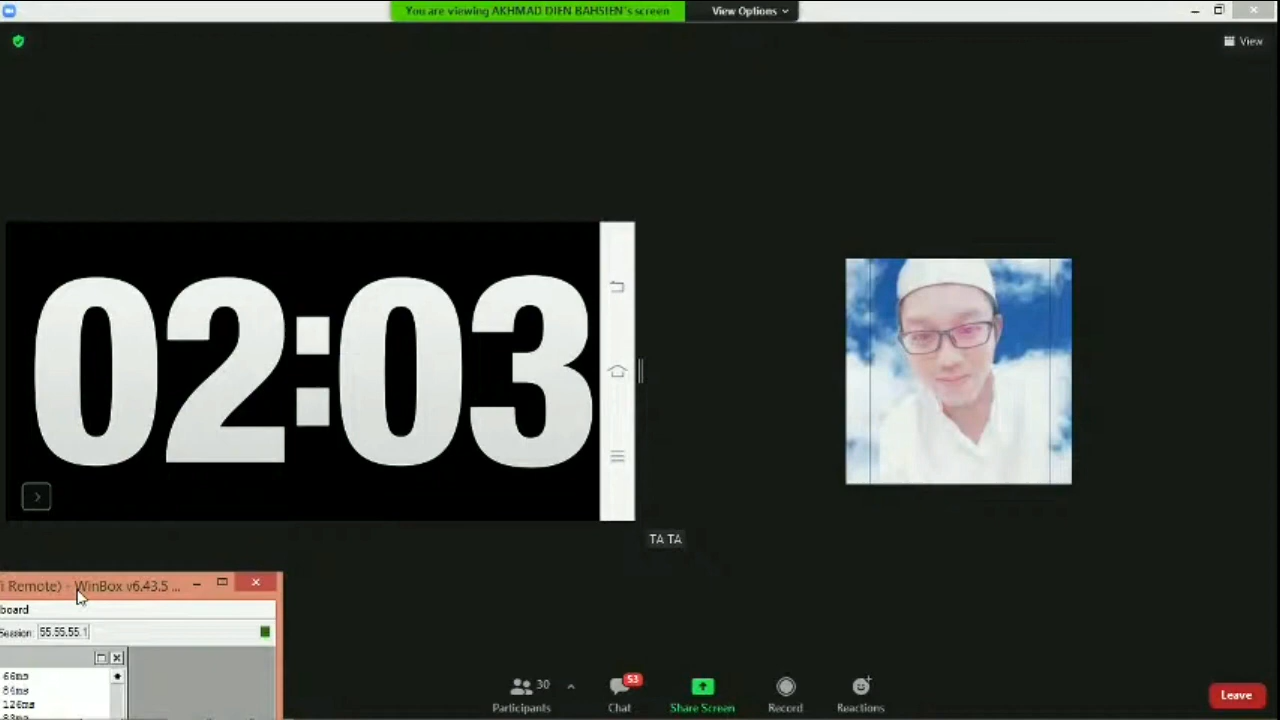 You are viewing AKHMAD DIEN BAHSIEN's screen
View Options
View
02:03
TA TA
i Remote) - WinBox v6.43.5 ...
board
Session: 55.55.55.1
66ms
84ms
126ms
83ms
30
53
Participants
Chat
Share Screen
Record
Reactions
Leave